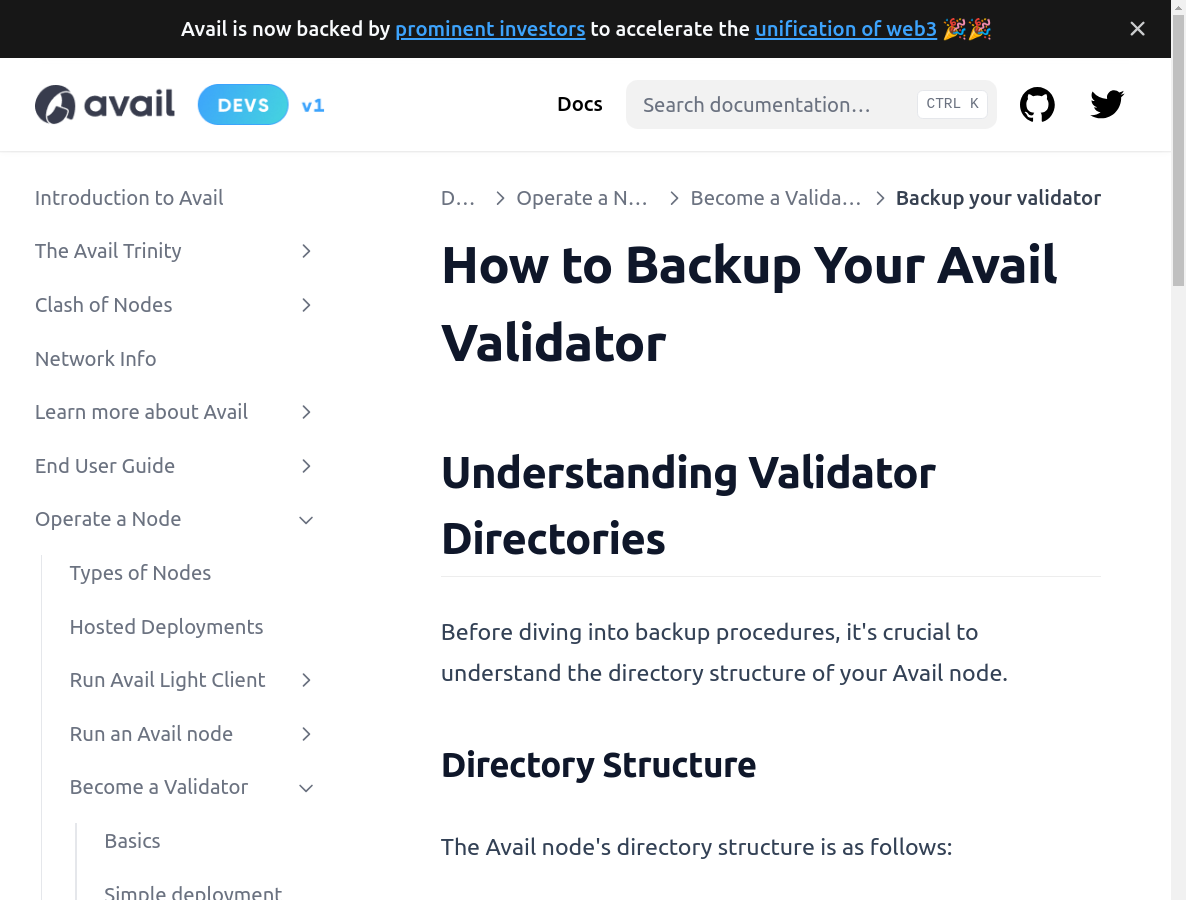 Avail is now backed by prominent investors to accelerate the unification of web3 🎉🎉
avail DEVS v1
Docs
Search documentation… CTRL K
Introduction to Avail
The Avail Trinity
Clash of Nodes
Network Info
Learn more about Avail
End User Guide
Operate a Node
Types of Nodes
Hosted Deployments
Run Avail Light Client
Run an Avail node
Become a Validator
Basics
Simple deployment
D… Operate a N… Become a Valida… Backup your validator
How to Backup Your Avail
Validator
Understanding Validator
Directories
Before diving into backup procedures, it's crucial to
understand the directory structure of your Avail node.
Directory Structure
The Avail node's directory structure is as follows: